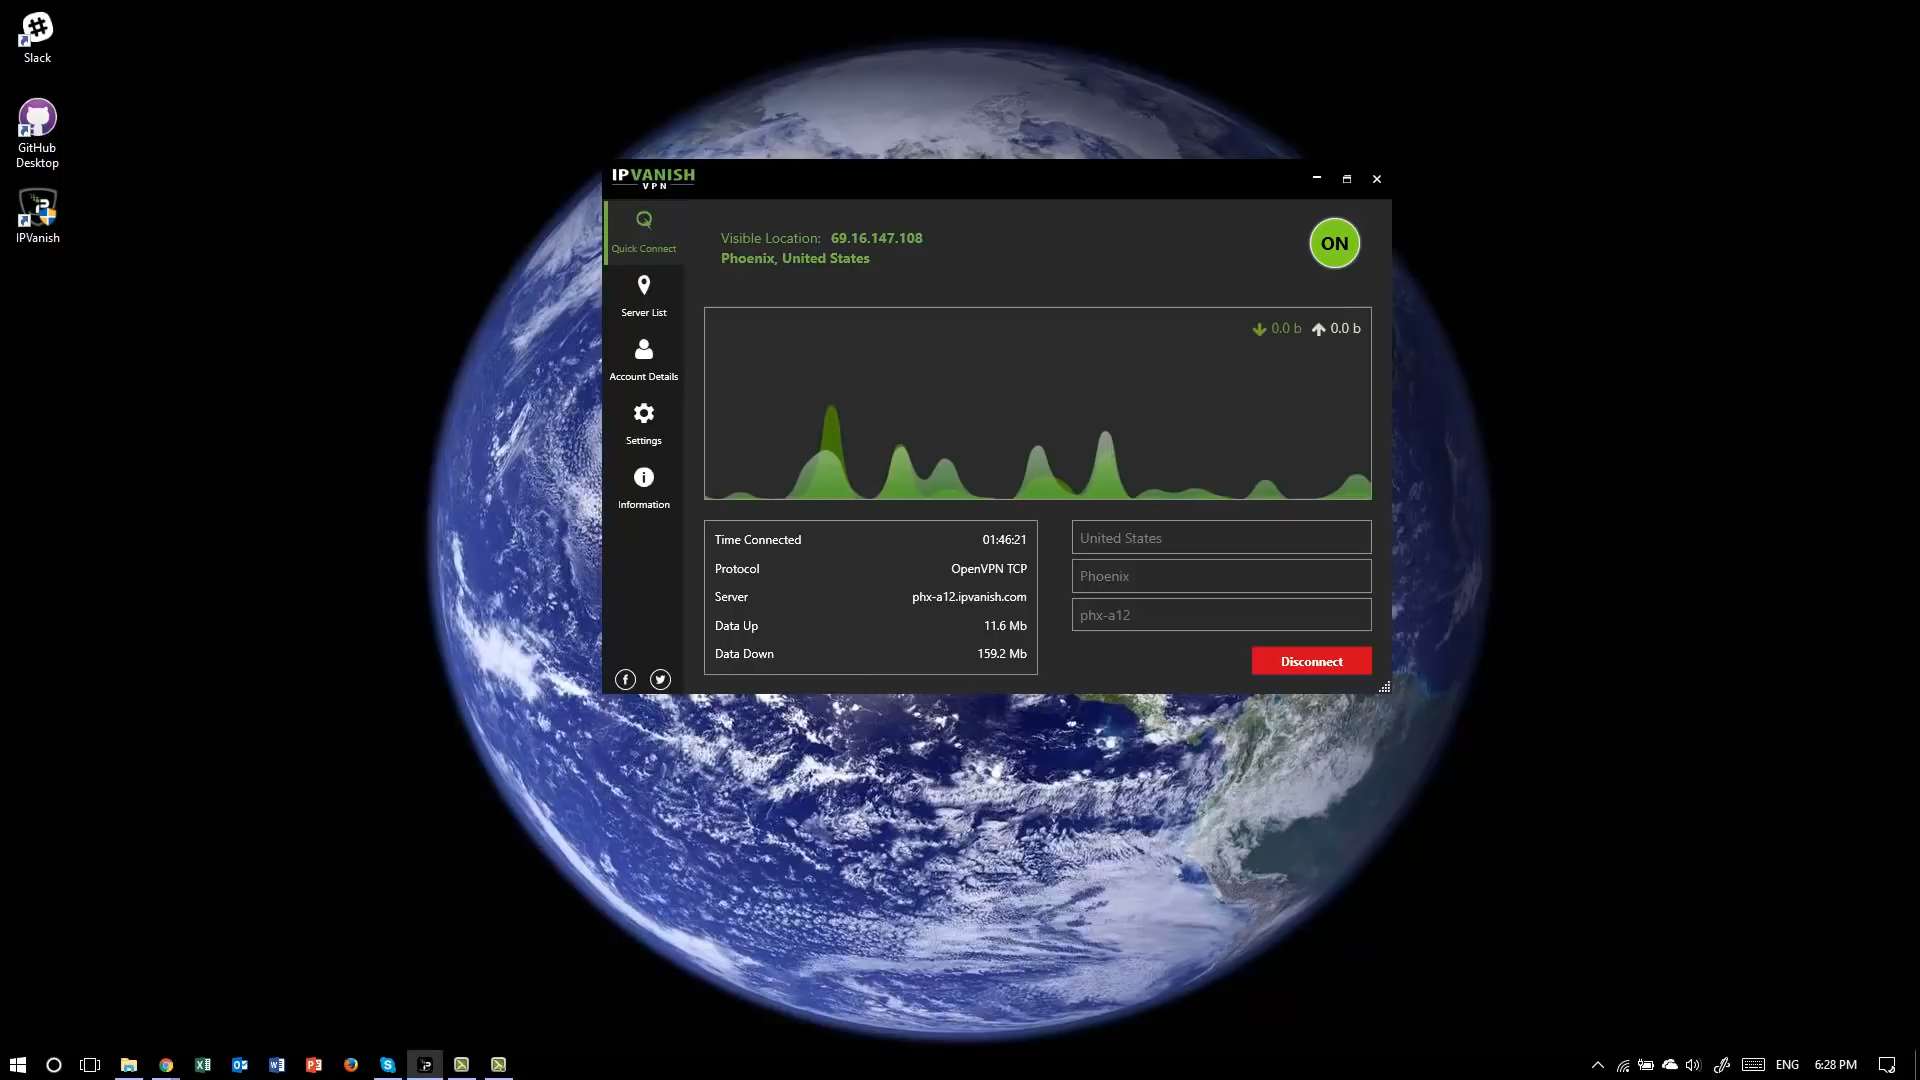 Slack
GitHub
Desktop
IPVanish
IPVANISH
VPN
Quick Connect
Server List
Account Details
Settings
Information
Visible Location: 69.16.147.108
Phoenix, United States
ON
0.0 b 0.0 b
Time Connected 01:46:21
Protocol OpenVPN TCP
Server phx-a12.ipvanish.com
Data Up 11.6 Mb
Data Down 159.2 Mb
United States
Phoenix
phx-a12
Disconnect
ENG 6:28 PM